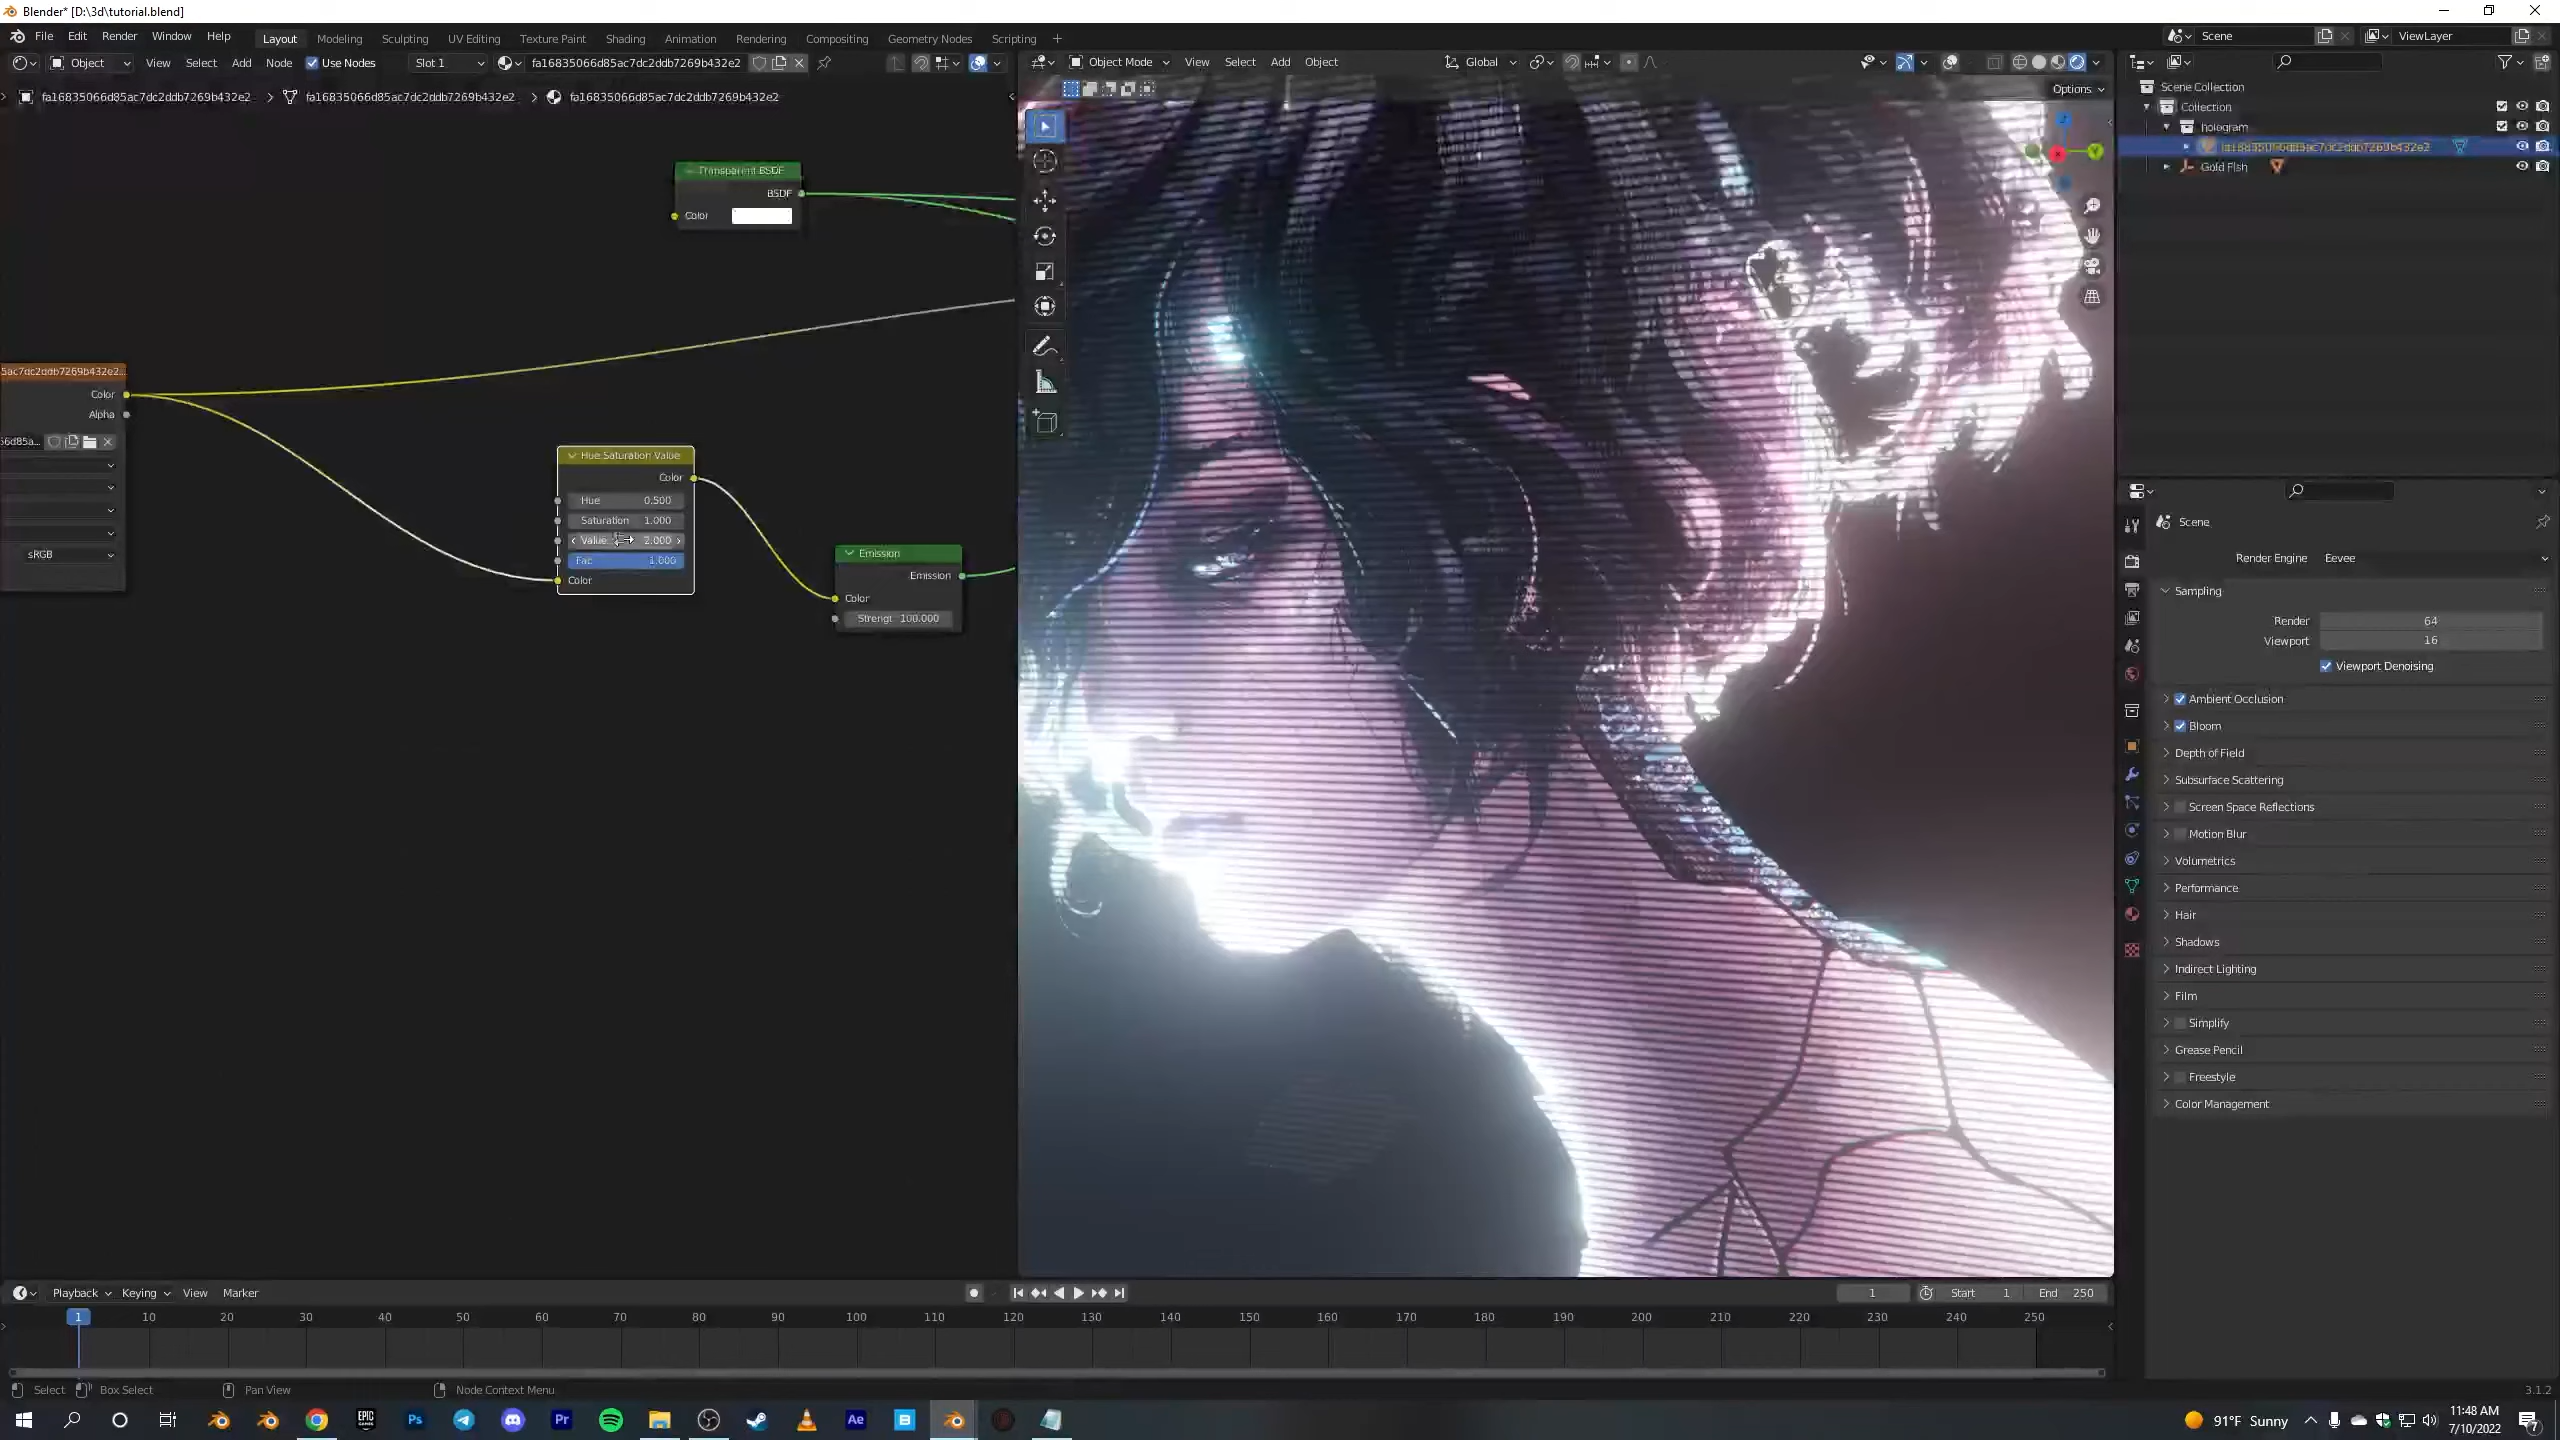 Blender* [D:\3d\tutorial.blend]
File Edit Render Window Help
Layout Modeling Sculpting UV Editing Texture Paint Shading Animation Rendering Compositing Geometry Nodes Scripting +
Scene
ViewLayer
Object View Select Add Node Use Nodes Slot 1 fa16835066d85ac7dc2ddb7269b432e2
Object Mode View Select Add Object Global
Options
fa16835066d85ac7dc2ddb7269b432e2 > fa16835066d85ac7dc2ddb7269b432e2 > fa16835066d85ac7dc2ddb7269b432e2
Scene Collection
Collection
hologram
fa16835066d85ac7dc2ddb7269b432e2
Gold Fish
Transparent BSDF
BSDF
Color
5ac7dc2ddb7269b432e2...
Color
Alpha
66d85a...
sRGB
Hue Saturation Value
Color
Hue 0.500
Saturation 1.000
Value 2.000
Fac 1.000
Color
Emission
Emission
Color
Strengt 100.000
Scene
Render Engine Eevee
Sampling
Render 64
Viewport 16
Viewport Denoising
Ambient Occlusion
Bloom
Depth of Field
Subsurface Scattering
Screen Space Reflections
Motion Blur
Volumetrics
Performance
Hair
Shadows
Indirect Lighting
Film
Simplify
Grease Pencil
Freestyle
Color Management
Playback Keying View Marker
1 Start 1 End 250
1 10 20 30 40 50 60 70 80 90 100 110 120 130 140 150 160 170 180 190 200 210 220 230 240 250
Select Box Select Pan View Node Context Menu
3.1.2
EPIC GAMES
Ps
Pr
Ae
91°F Sunny
11:48 AM
7/10/2022
7